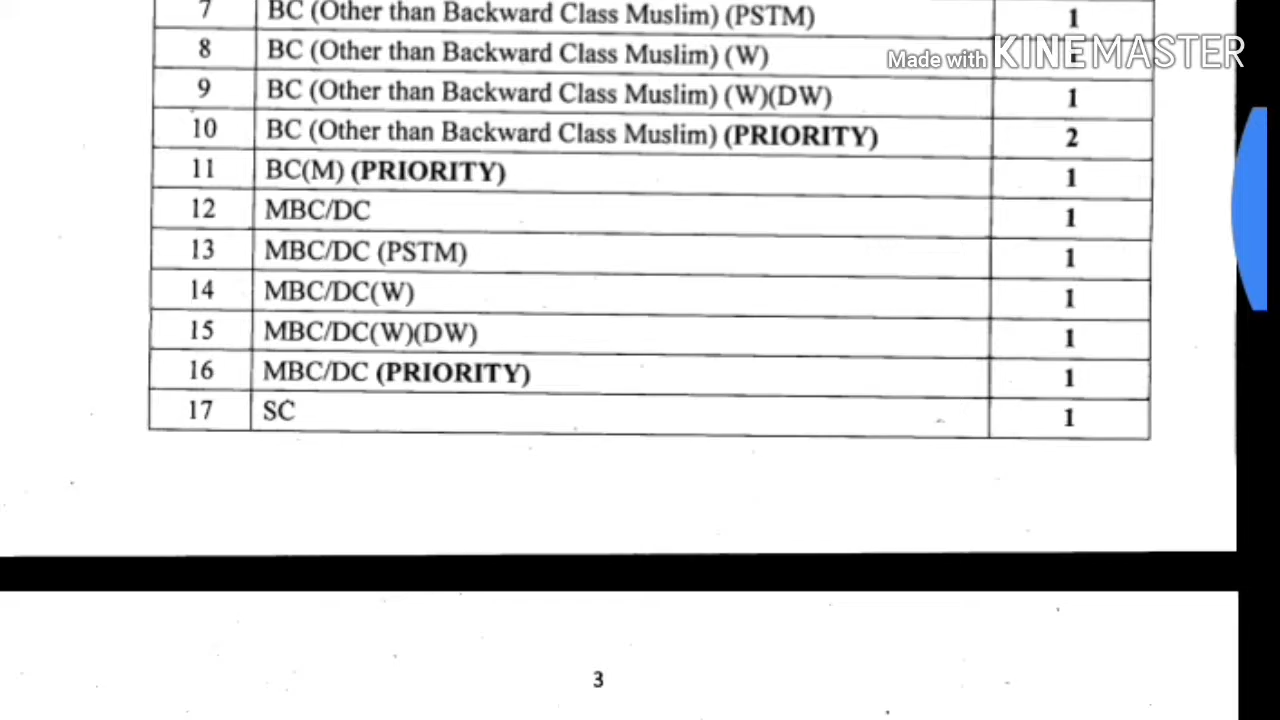 7 BC (Other than Backward Class Muslim) (PSTM) 1
8 BC (Other than Backward Class Muslim) (W)
Made with KINEMASTER
9 BC (Other than Backward Class Muslim) (W)(DW) 1
10 BC (Other than Backward Class Muslim) (PRIORITY) 2
11 BC(M) (PRIORITY) 1
12 MBC/DC 1
13 MBC/DC (PSTM) 1
14 MBC/DC(W) 1
15 MBC/DC(W)(DW) 1
16 MBC/DC (PRIORITY) 1
17 SC 1
3